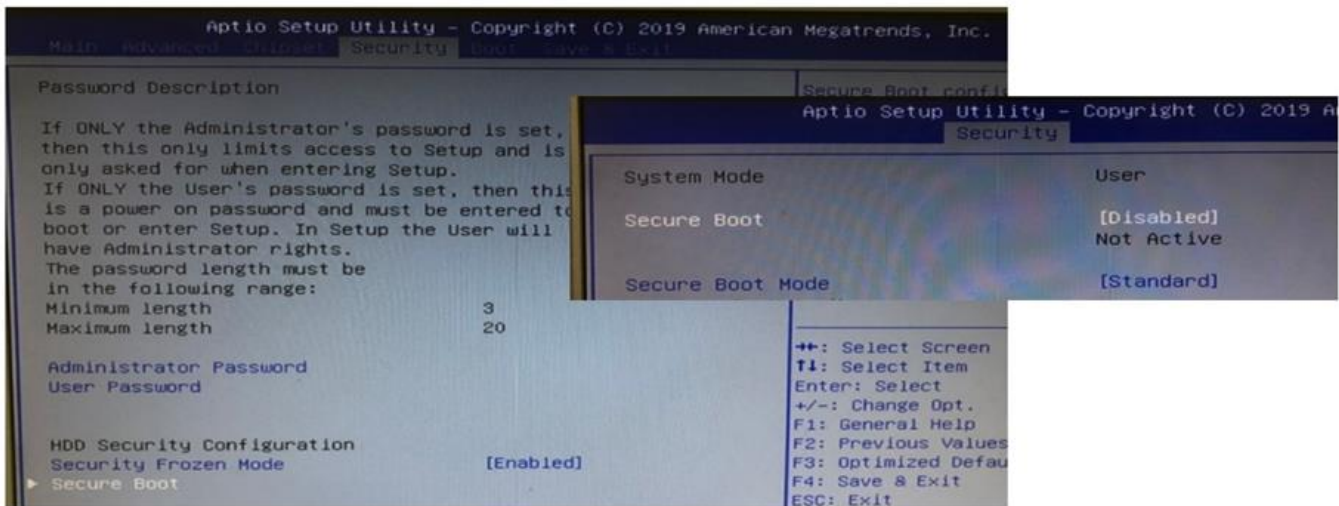 Aptio Setup Utility – Copyright (C) 2019 American Megatrends, Inc.
Main Advanced Chipset Security Boot Save & Exit
Password Description
Secure Boot
If ONLY the Administrator's password is set,
then this only limits access to Setup and is
only asked for when entering Setup.
If ONLY the User's password is set, then this
is a power on password and must be entered to
boot or enter Setup. In Setup the User will
have Administrator rights.
The password length must be
in the following range:
Minimum length 3
Maximum length 20
Administrator Password
User Password
HDD Security Configuration
Security Frozen Mode [Enabled]
Secure Boot
Aptio Setup Utility – Copyright (C) 2019
Security
System Mode User
Secure Boot [Disabled]
Not Active
Secure Boot Mode [Standard]
: Select Screen
↑↓: Select Item
Enter: Select
+/-: Change Opt.
F1: General Help
F2: Previous Values
F3: Optimized Defau
F4: Save & Exit
ESC: Exit